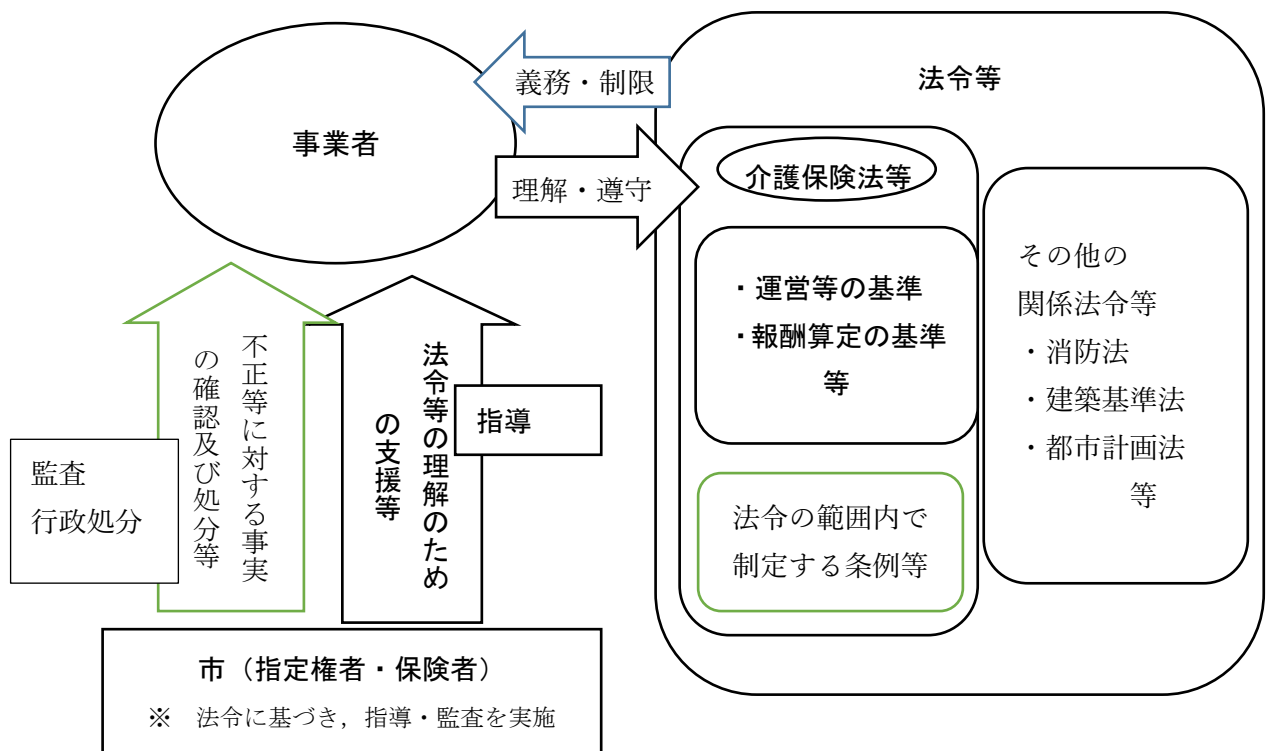 義務・制限
法令等
事業者
理解・遵守
介護保険法等
・運営等の基準
・報酬算定の基準
等
法令の範囲内で
制定する条例等
その他の
関係法令等
・消防法
・建築基準法
・都市計画法
等
不正等に対する事実
の確認及び処分等
監査
行政処分
法令等の理解のため
の支援等
指導
市（指定権者・保険者）
※　法令に基づき，指導・監査を実施